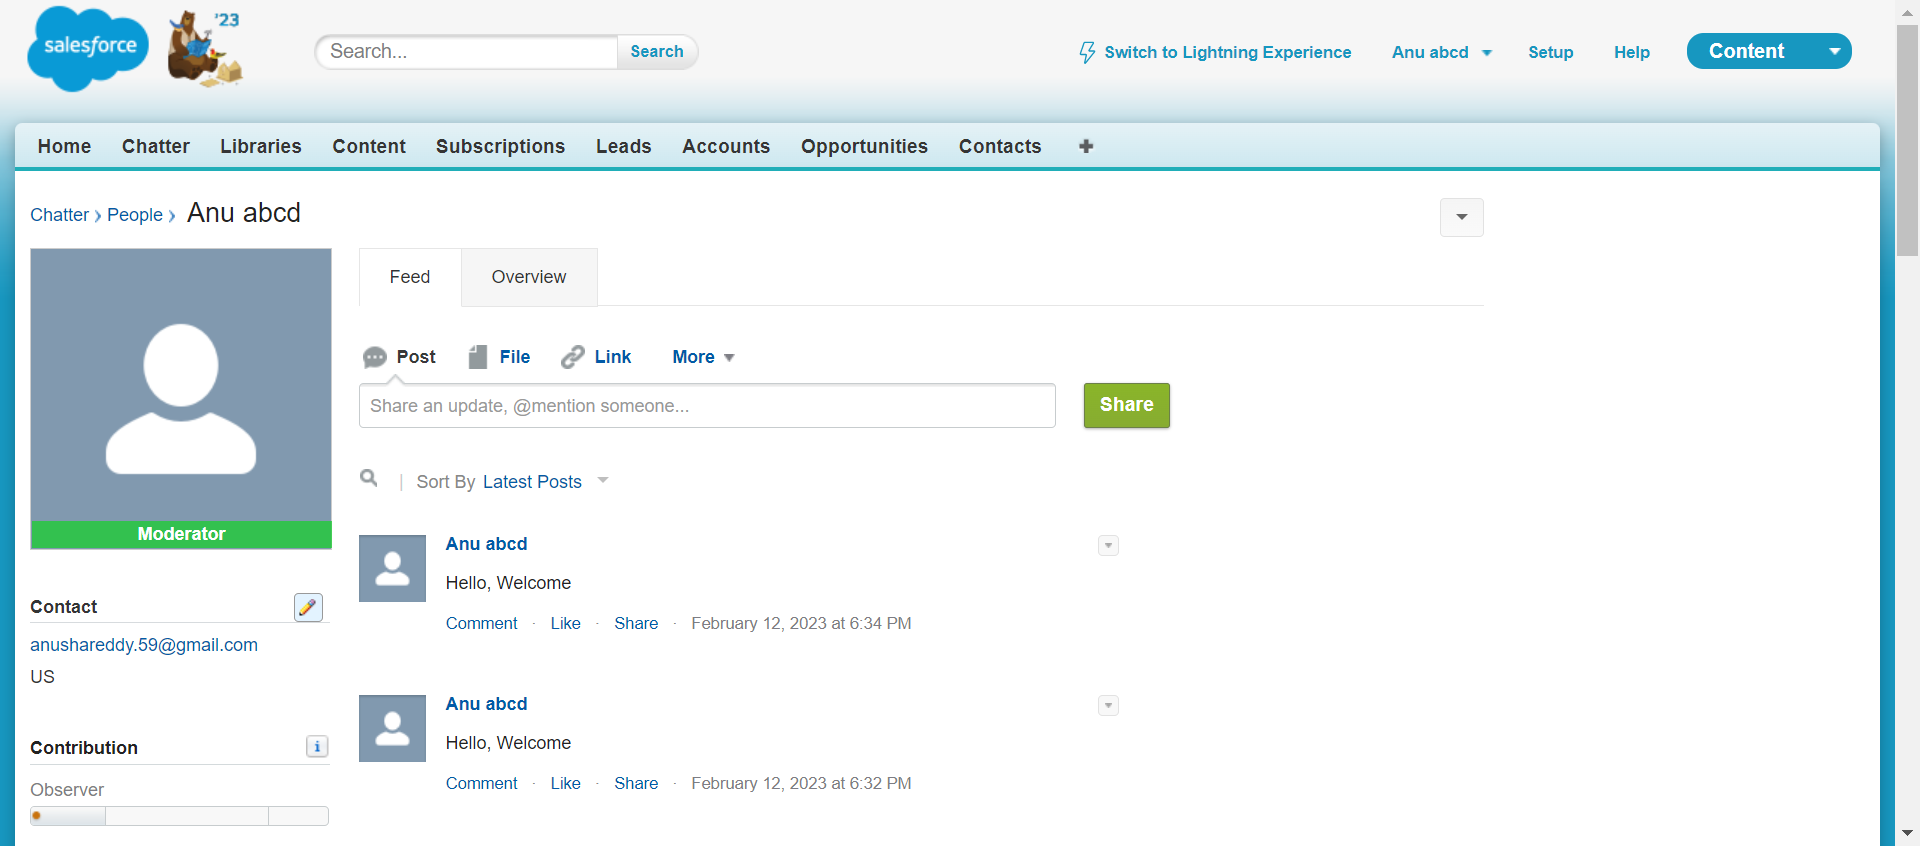 salesforce '23
Search... Search
Switch to Lightning Experience Anu abcd Setup Help Content
Home Chatter Libraries Content Subscriptions Leads Accounts Opportunities Contacts
Chatter › People › Anu abcd
Feed Overview
Post File Link More
Share an update, @mention someone... Share
| Sort By Latest Posts
Moderator
Contact
anushareddy.59@gmail.com
US
Contribution
Observer
Anu abcd
Hello, Welcome
Comment · Like · Share · February 12, 2023 at 6:34 PM
Anu abcd
Hello, Welcome
Comment · Like · Share · February 12, 2023 at 6:32 PM